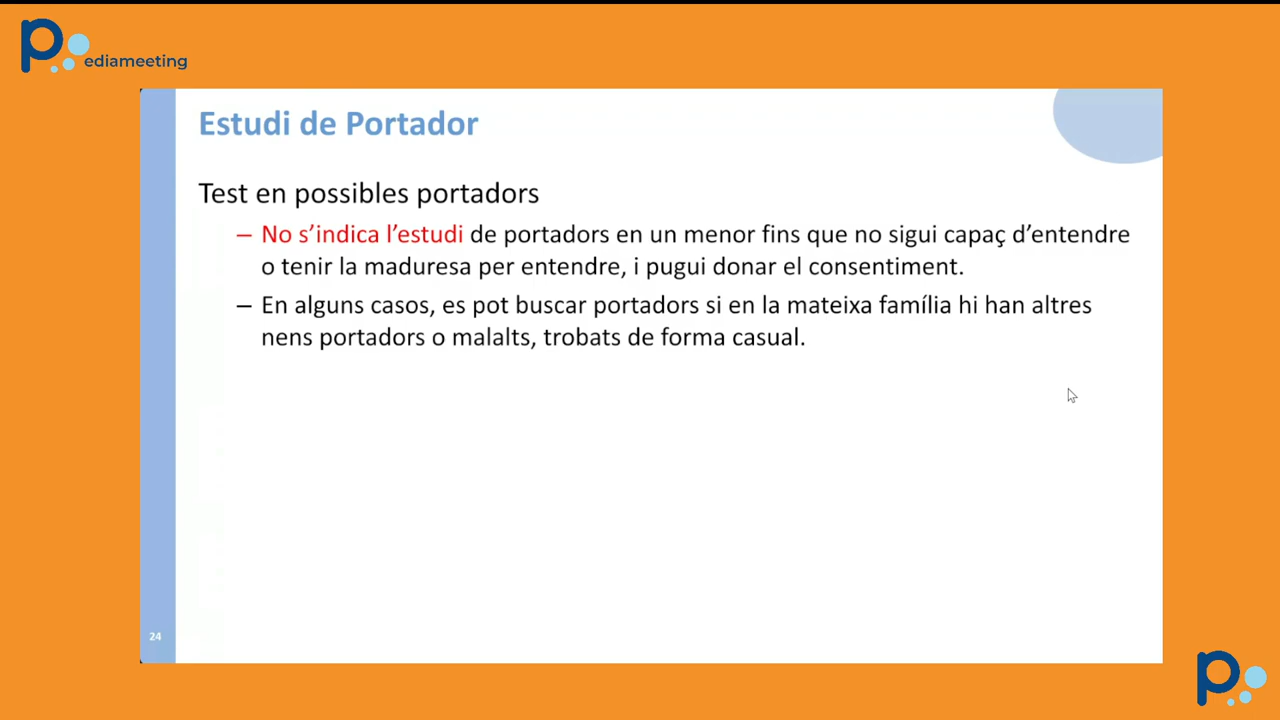 Pediameeting
Estudi de Portador
Test en possibles portadors
– No s’indica l’estudi de portadors en un menor fins que no sigui capaç d’entendre
o tenir la maduresa per entendre, i pugui donar el consentiment.
– En alguns casos, es pot buscar portadors si en la mateixa família hi han altres
nens portadors o malalts, trobats de forma casual.
24
P